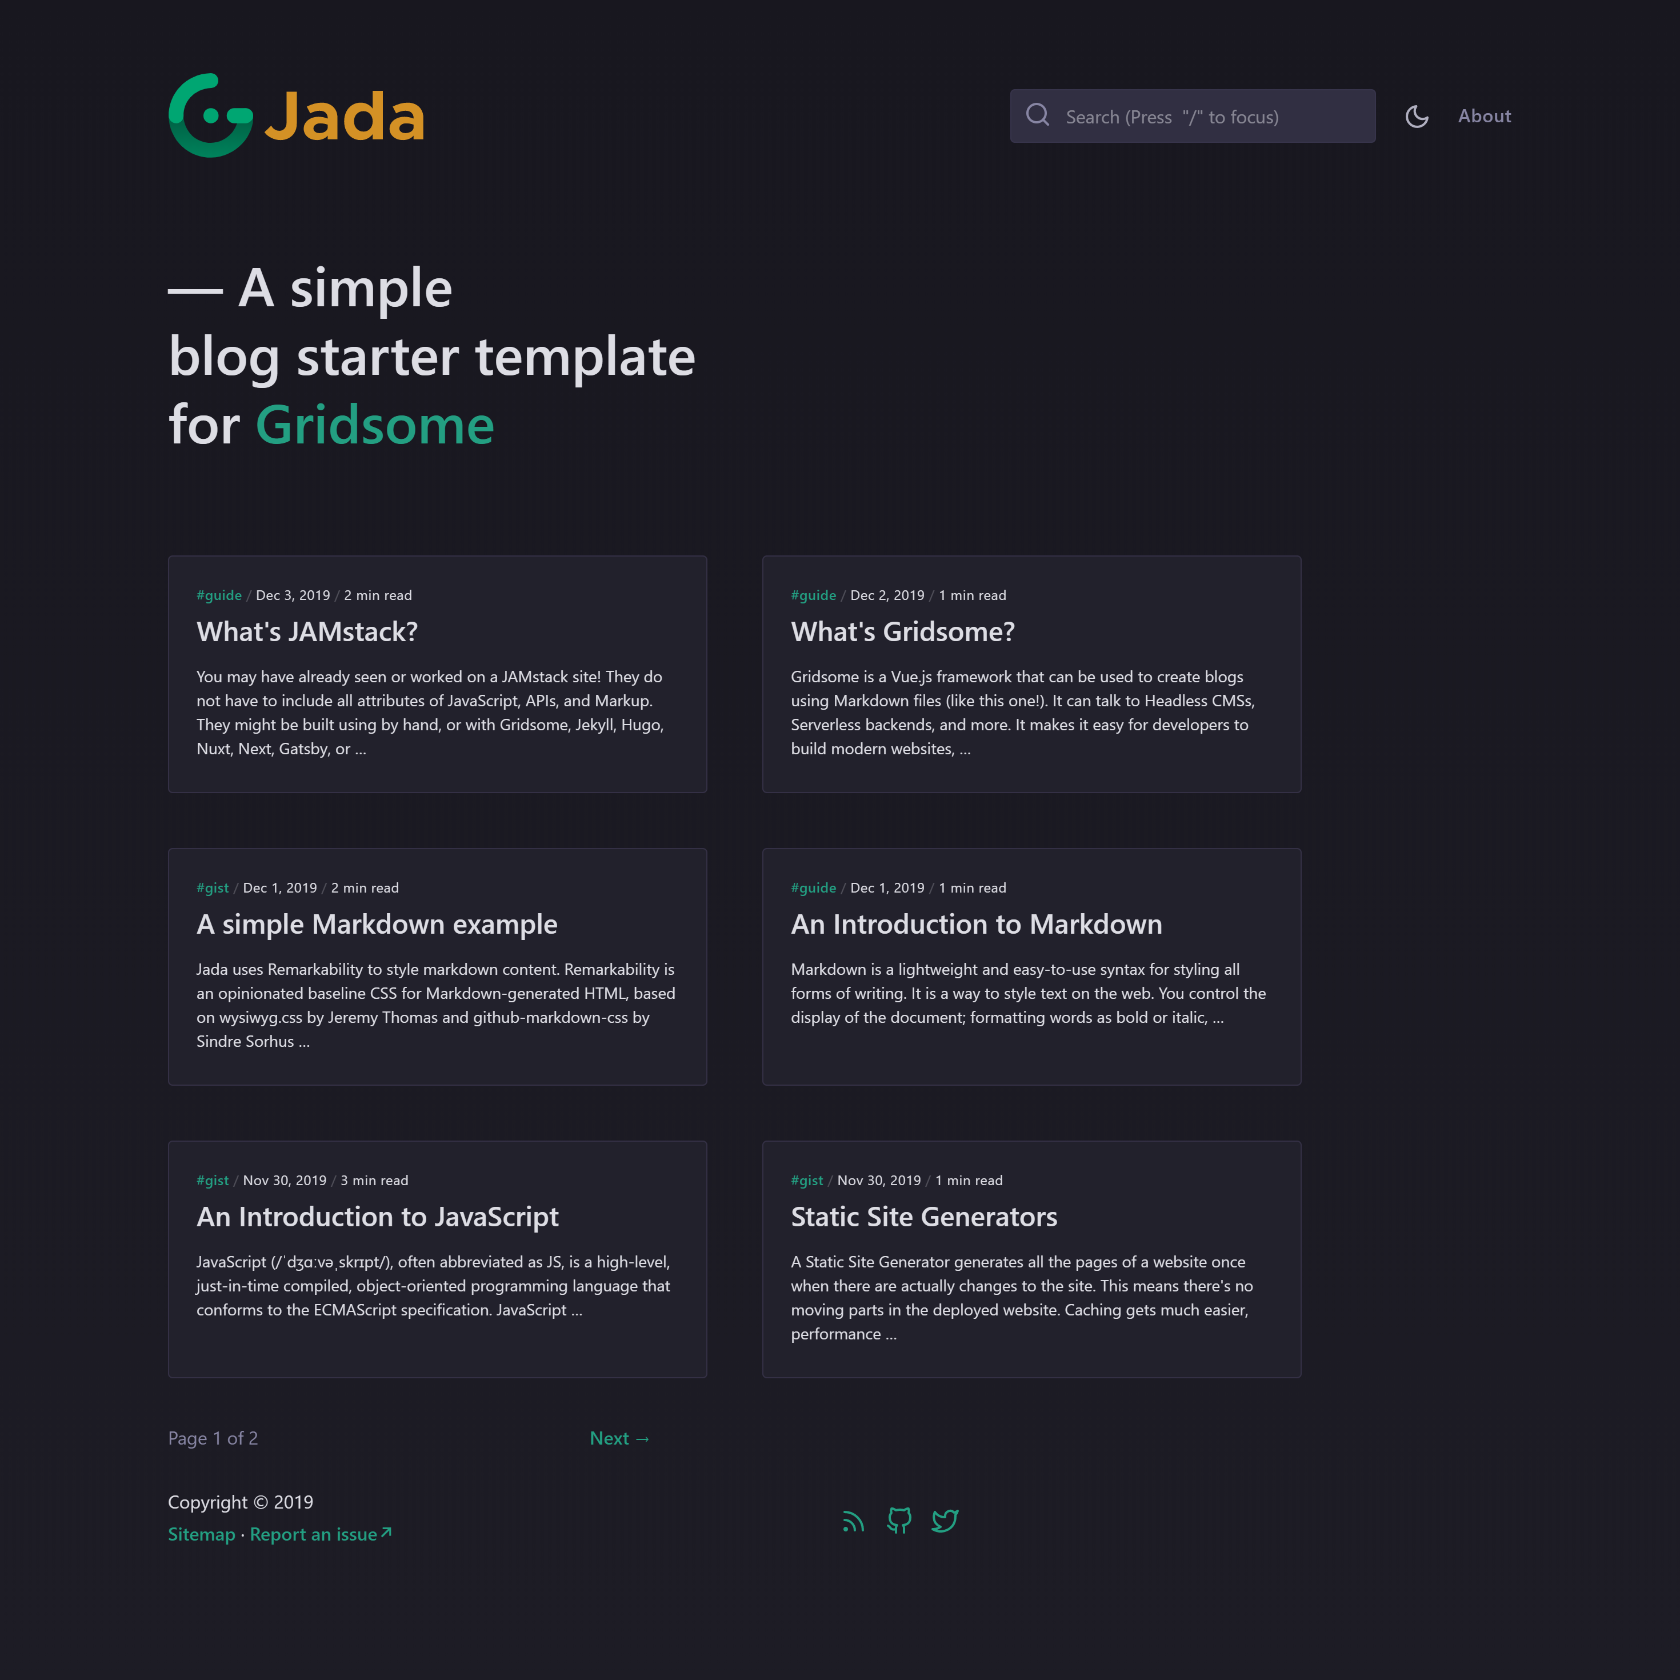 Jada
Search (Press "/" to focus)
About
— A simple
blog starter template
for Gridsome
#guide / Dec 3, 2019 / 2 min read
What's JAMstack?
You may have already seen or worked on a JAMstack site! They do
not have to include all attributes of JavaScript, APIs, and Markup.
They might be built using by hand, or with Gridsome, Jekyll, Hugo,
Nuxt, Next, Gatsby, or ...
#guide / Dec 2, 2019 / 1 min read
What's Gridsome?
Gridsome is a Vue.js framework that can be used to create blogs
using Markdown files (like this one!). It can talk to Headless CMSs,
Serverless backends, and more. It makes it easy for developers to
build modern websites, ...
#gist / Dec 1, 2019 / 2 min read
A simple Markdown example
Jada uses Remarkability to style markdown content. Remarkability is
an opinionated baseline CSS for Markdown-generated HTML, based
on wysiwyg.css by Jeremy Thomas and github-markdown-css by
Sindre Sorhus ...
#guide / Dec 1, 2019 / 1 min read
An Introduction to Markdown
Markdown is a lightweight and easy-to-use syntax for styling all
forms of writing. It is a way to style text on the web. You control the
display of the document; formatting words as bold or italic, ...
#gist / Nov 30, 2019 / 3 min read
An Introduction to JavaScript
JavaScript (/ˈdʒɑːvəˌskrɪpt/), often abbreviated as JS, is a high-level,
just-in-time compiled, object-oriented programming language that
conforms to the ECMAScript specification. JavaScript ...
#gist / Nov 30, 2019 / 1 min read
Static Site Generators
A Static Site Generator generates all the pages of a website once
when there are actually changes to the site. This means there's no
moving parts in the deployed website. Caching gets much easier,
performance ...
Page 1 of 2
Next →
Copyright © 2019
Sitemap · Report an issue↗